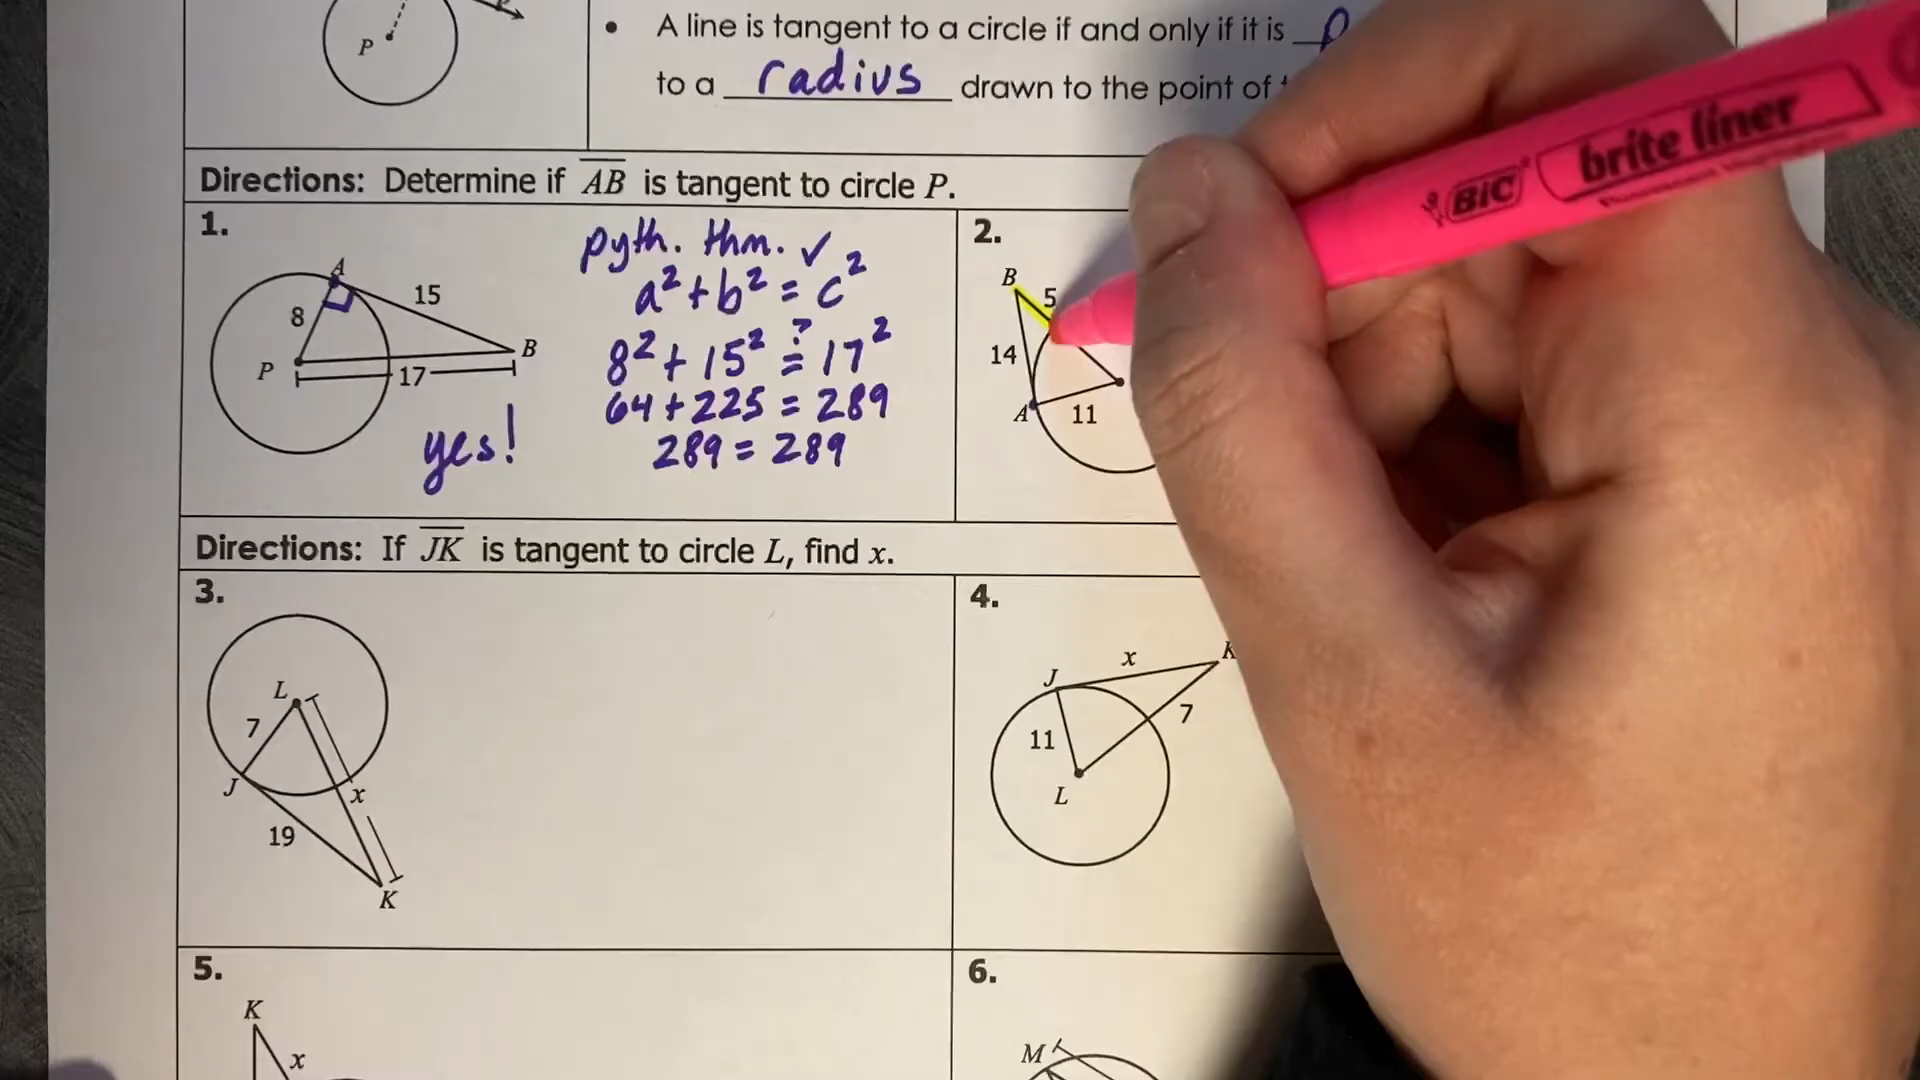 P
• A line is tangent to a circle if and only if it is
to a radius drawn to the point of
BIC brite liner
Directions: Determine if AB is tangent to circle P.
1.
A
8
15
P
B
17
yes!
pyth. thm. ✓
a² + b² = c²
8² + 15² ≟ 17²
64 + 225 = 289
289 = 289
2.
B
5
14
A
11
Directions: If JK is tangent to circle L, find x.
3.
L
7
J
x
19
K
4.
x
J
7
11
L
5.
K
x
6.
M